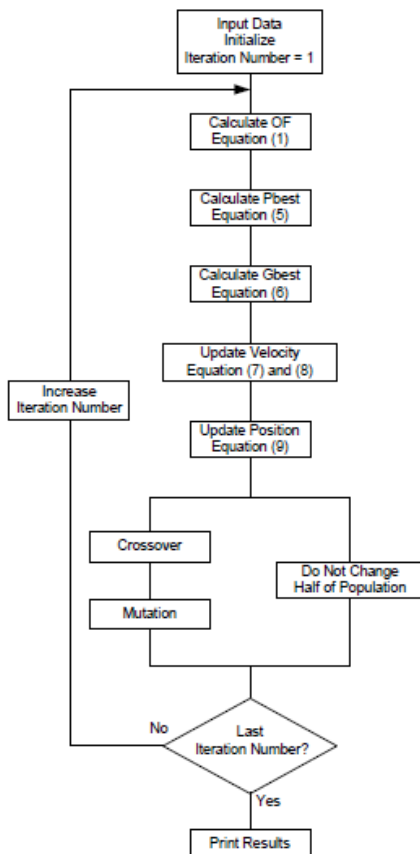 Input Data
Initialize
Iteration Number = 1
Calculate OF
Equation (1)
Calculate Pbest
Equation (5)
Calculate Gbest
Equation (6)
Update Velocity
Equation (7) and (8)
Increase
Iteration Number
Update Position
Equation (9)
Crossover
Do Not Change
Half of Population
Mutation
No
Last
Iteration Number?
Yes
Print Results